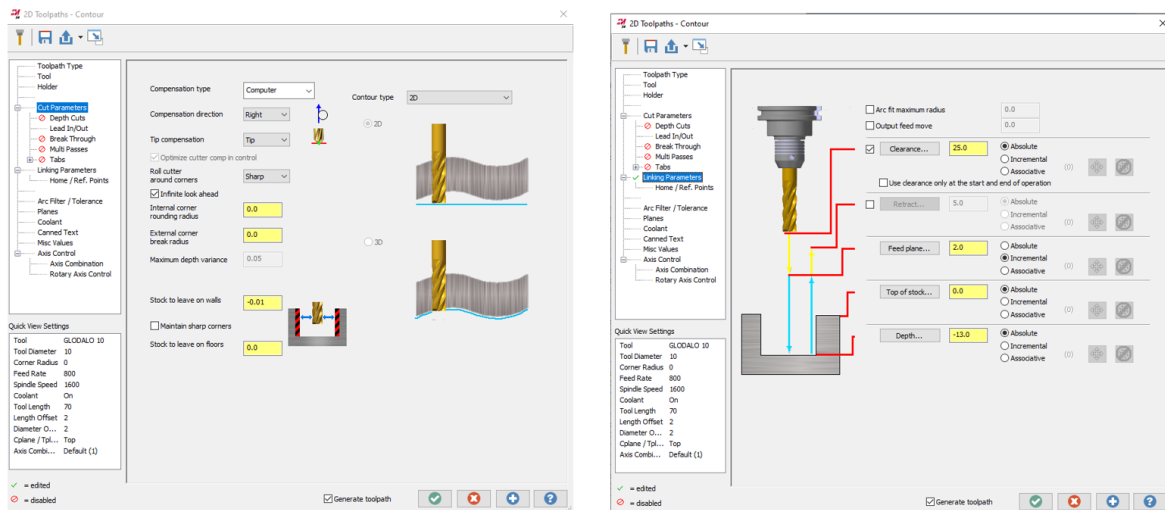 2D Toolpaths - Contour
Toolpath Type
Tool
Holder
Cut Parameters
Depth Cuts
Lead In/Out
Break Through
Multi Passes
Tabs
Linking Parameters
Home / Ref. Points
Arc Filter / Tolerance
Planes
Coolant
Canned Text
Misc Values
Axis Control
Axis Combination
Rotary Axis Control
Quick View Settings
Tool GLODALO 10
Tool Diameter 10
Corner Radius 0
Feed Rate 800
Spindle Speed 1600
Coolant On
Tool Length 70
Length Offset 2
Diameter O... 2
Cplane / Tpl... Top
Axis Combi... Default (1)
= edited
= disabled
Compensation type Computer
Compensation direction Right
Tip compensation Tip
Optimize cutter comp in control
Roll cutter
around corners Sharp
Infinite look ahead
Internal corner
rounding radius 0.0
External corner
break radius 0.0
Maximum depth variance 0.05
Stock to leave on walls -0.01
Maintain sharp corners
Stock to leave on floors 0.0
Contour type 2D
2D
3D
Generate toolpath
2D Toolpaths - Contour
Toolpath Type
Tool
Holder
Cut Parameters
Depth Cuts
Lead In/Out
Break Through
Multi Passes
Tabs
Linking Parameters
Home / Ref. Points
Arc Filter / Tolerance
Planes
Coolant
Canned Text
Misc Values
Axis Control
Axis Combination
Rotary Axis Control
Quick View Settings
Tool GLODALO 10
Tool Diameter 10
Corner Radius 0
Feed Rate 800
Spindle Speed 1600
Coolant On
Tool Length 70
Length Offset 2
Diameter O... 2
Cplane / Tpl... Top
Axis Combi... Default (1)
= edited
= disabled
Arc fit maximum radius 0.0
Output feed move 0.0
Clearance... 25.0 Absolute
Incremental
Associative (0)
Use clearance only at the start and end of operation
Retract... 5.0 Absolute
Incremental
Associative (0)
Feed plane... 2.0 Absolute
Incremental
Associative (0)
Top of stock... 0.0 Absolute
Incremental
Associative (0)
Depth... -13.0 Absolute
Incremental
Associative (0)
Generate toolpath